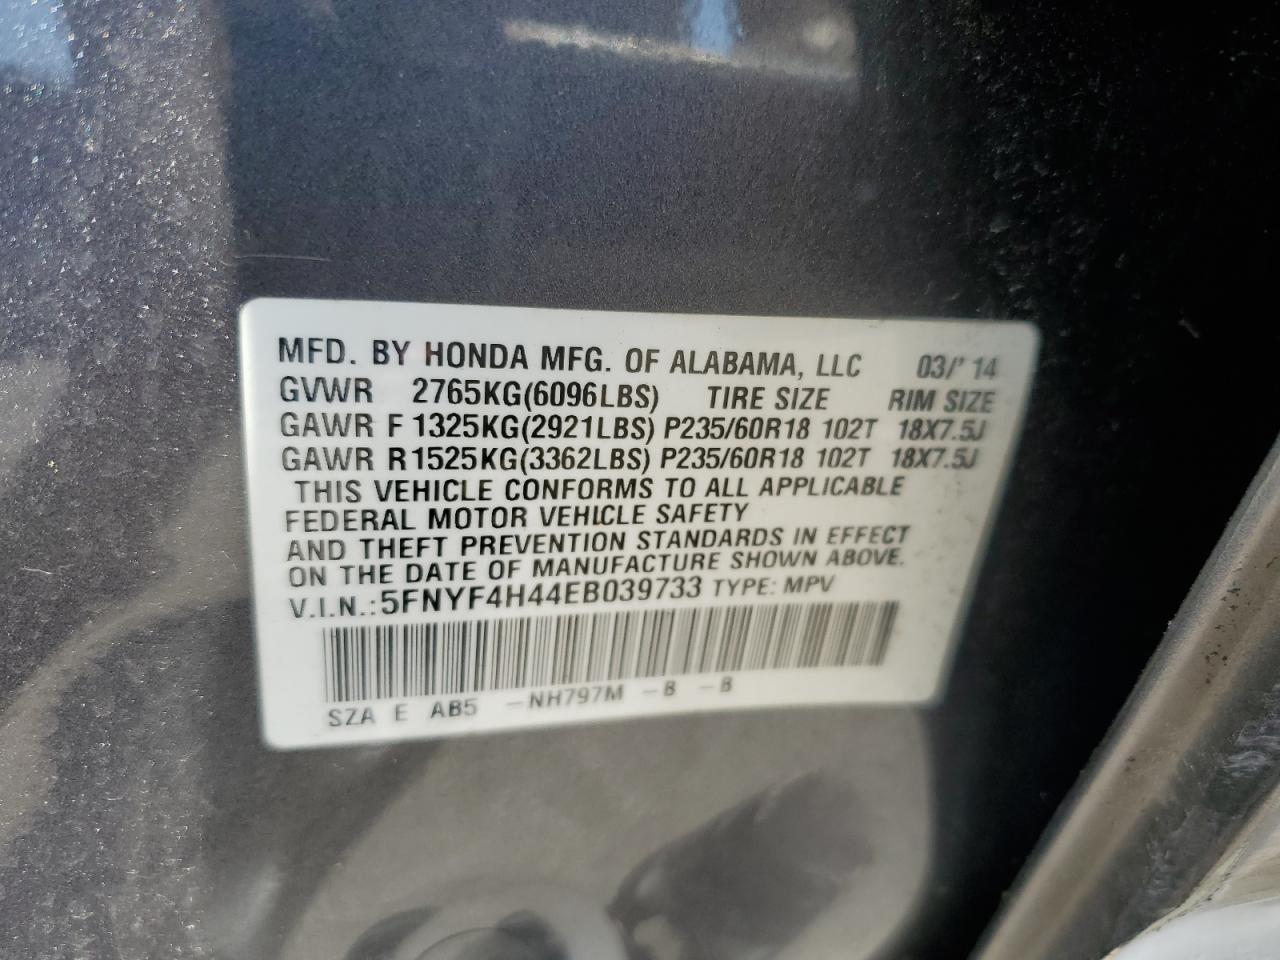 MFD. BY HONDA MFG. OF ALABAMA, LLC 03/'14
GVWR 2765KG(6096LBS) TIRE SIZE RIM SIZE
GAWR F 1325KG(2921LBS) P235/60R18 102T 18X7.5J
GAWR R 1525KG(3362LBS) P235/60R18 102T 18X7.5J
THIS VEHICLE CONFORMS TO ALL APPLICABLE
FEDERAL MOTOR VEHICLE SAFETY
AND THEFT PREVENTION STANDARDS IN EFFECT
ON THE DATE OF MANUFACTURE SHOWN ABOVE.
V.I.N.:5FNYF4H44EB039733 TYPE: MPV
SZA E AB5 -NH797M -B -B